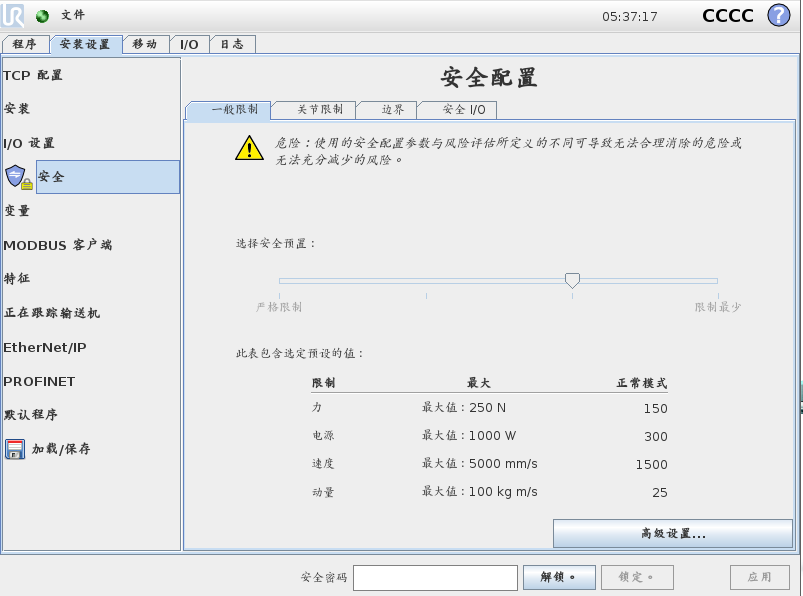 UR
文件
05:37:17
CCCC
?
程序
安装设置
移动
I/O
日志
TCP 配置
安装
I/O 设置
安全
变量
MODBUS 客户端
特征
正在跟踪输送机
EtherNet/IP
PROFINET
默认程序
加载/保存
安全配置
一般限制
关节限制
边界
安全 I/O
危险：使用的安全配置参数与风险评估所定义的不同可导致无法合理消除的危险或
无法充分减少的风险。
选择安全预置：
严格限制
限制最少
此表包含选定预设的值：
限制 最大 正常模式
力 最大值：250 N 150
电源 最大值：1000 W 300
速度 最大值：5000 mm/s 1500
动量 最大值：100 kg m/s 25
高级设置...
安全密码
解锁。
锁定。
应用